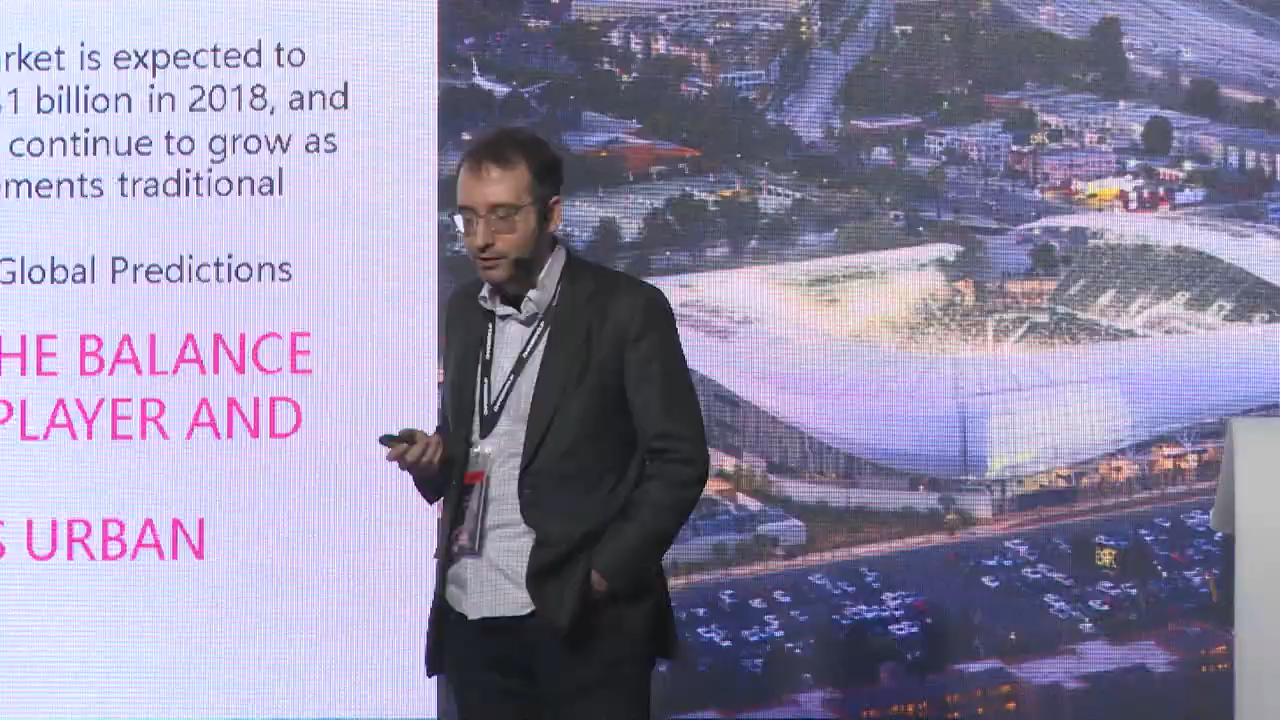 rket is expected to
1 billion in 2018, and
continue to grow as
ments traditional
Global Predictions
HE BALANCE
PLAYER AND
S URBAN